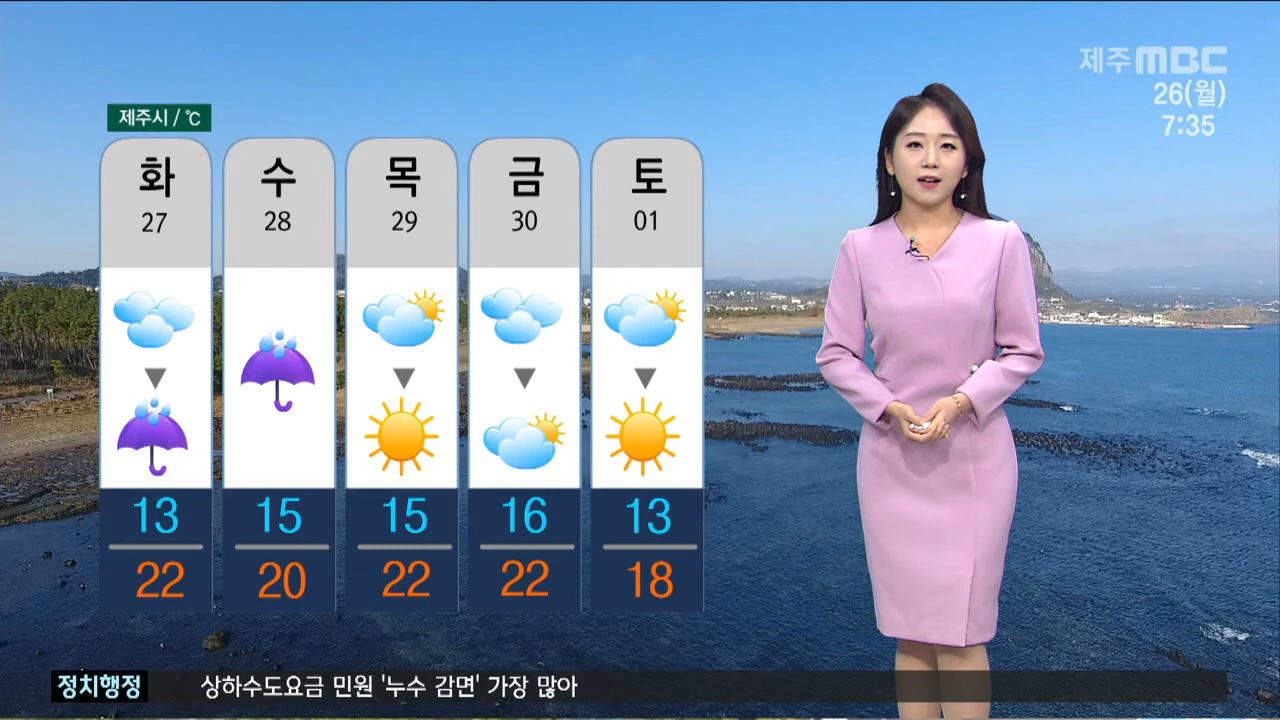 제주MBC
26(월)
7:35
제주시 / ℃
화 수 목 금 토
27 28 29 30 01
13 15 15 16 13
22 20 22 22 18
정치행정 상하수도요금 민원 '누수 감면' 가장 많아